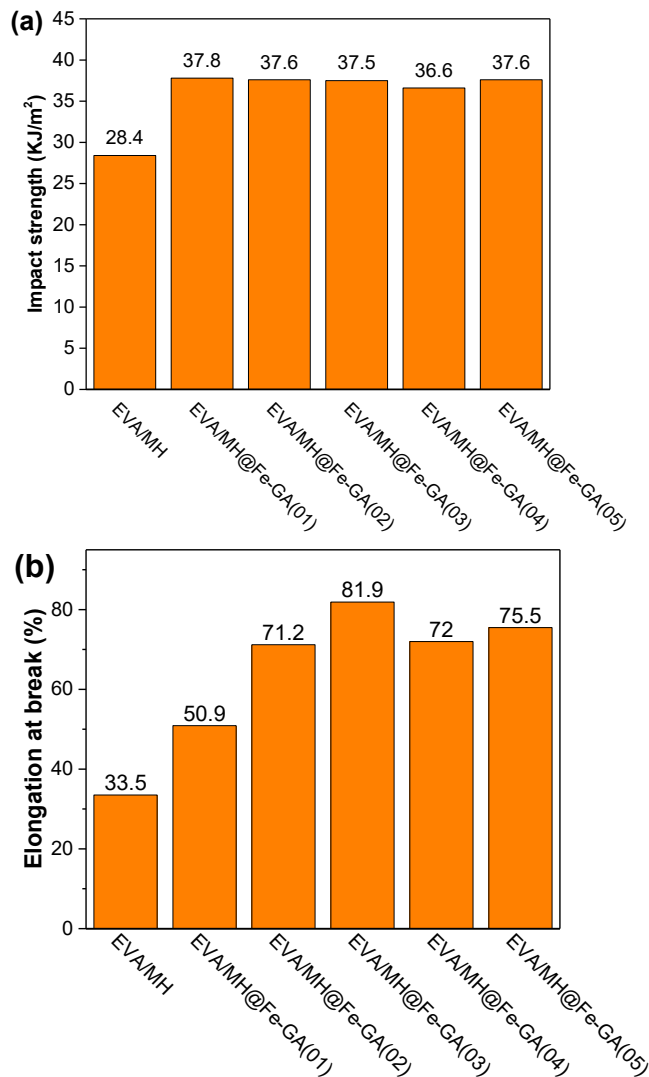 (a)
Impact strength (KJ/m²)
45
40
35
30
25
20
15
10
5
0
28.4
37.8
37.6
37.5
36.6
37.6
EVA/MH
EVA/MH@Fe-GA(01)
EVA/MH@Fe-GA(02)
EVA/MH@Fe-GA(03)
EVA/MH@Fe-GA(04)
EVA/MH@Fe-GA(05)
(b)
Elongation at break (%)
80
60
40
20
0
33.5
50.9
71.2
81.9
72
75.5
EVA/MH
EVA/MH@Fe-GA(01)
EVA/MH@Fe-GA(02)
EVA/MH@Fe-GA(03)
EVA/MH@Fe-GA(04)
EVA/MH@Fe-GA(05)